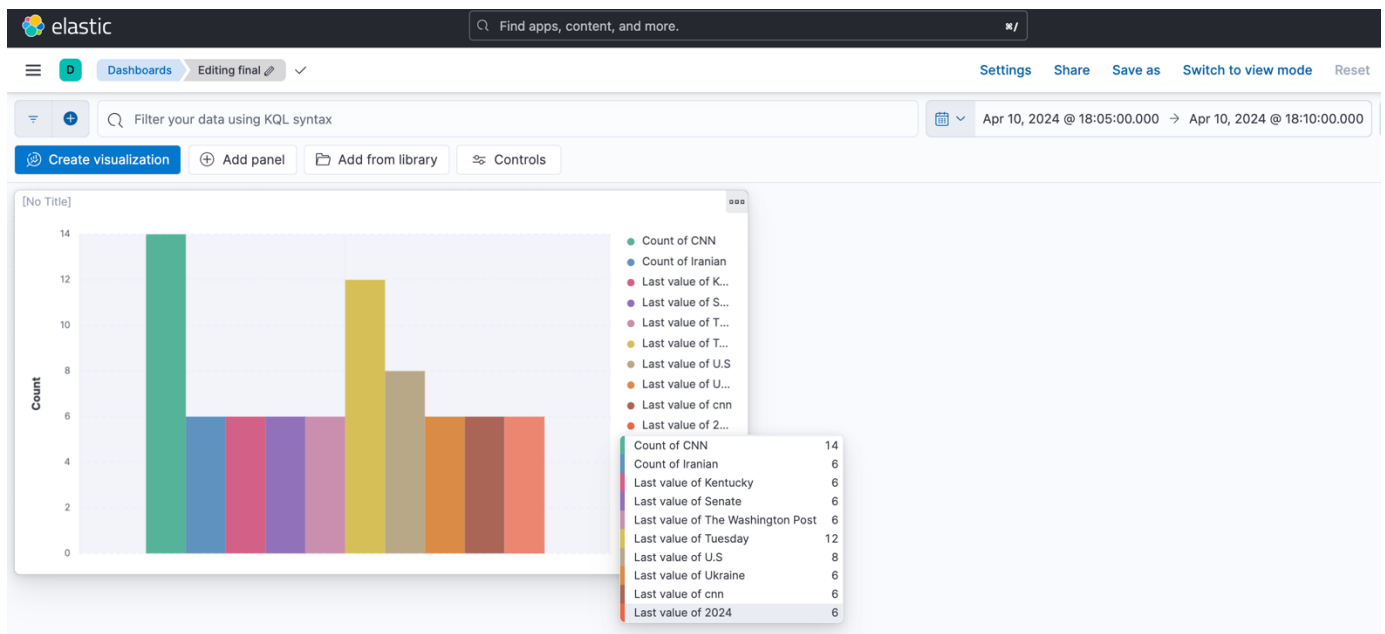 elastic
Find apps, content, and more.
⌘/
D
Dashboards
Editing final
Settings
Share
Save as
Switch to view mode
Reset
Filter your data using KQL syntax
Apr 10, 2024 @ 18:05:00.000 → Apr 10, 2024 @ 18:10:00.000
Create visualization
Add panel
Add from library
Controls
[No Title]
14
12
10
8
6
4
2
0
Count
Count of CNN
Count of Iranian
Last value of K...
Last value of S...
Last value of T...
Last value of T...
Last value of U.S
Last value of U...
Last value of cnn
Last value of 2...
Count of CNN 14
Count of Iranian 6
Last value of Kentucky 6
Last value of Senate 6
Last value of The Washington Post 6
Last value of Tuesday 12
Last value of U.S 8
Last value of Ukraine 6
Last value of cnn 6
Last value of 2024 6